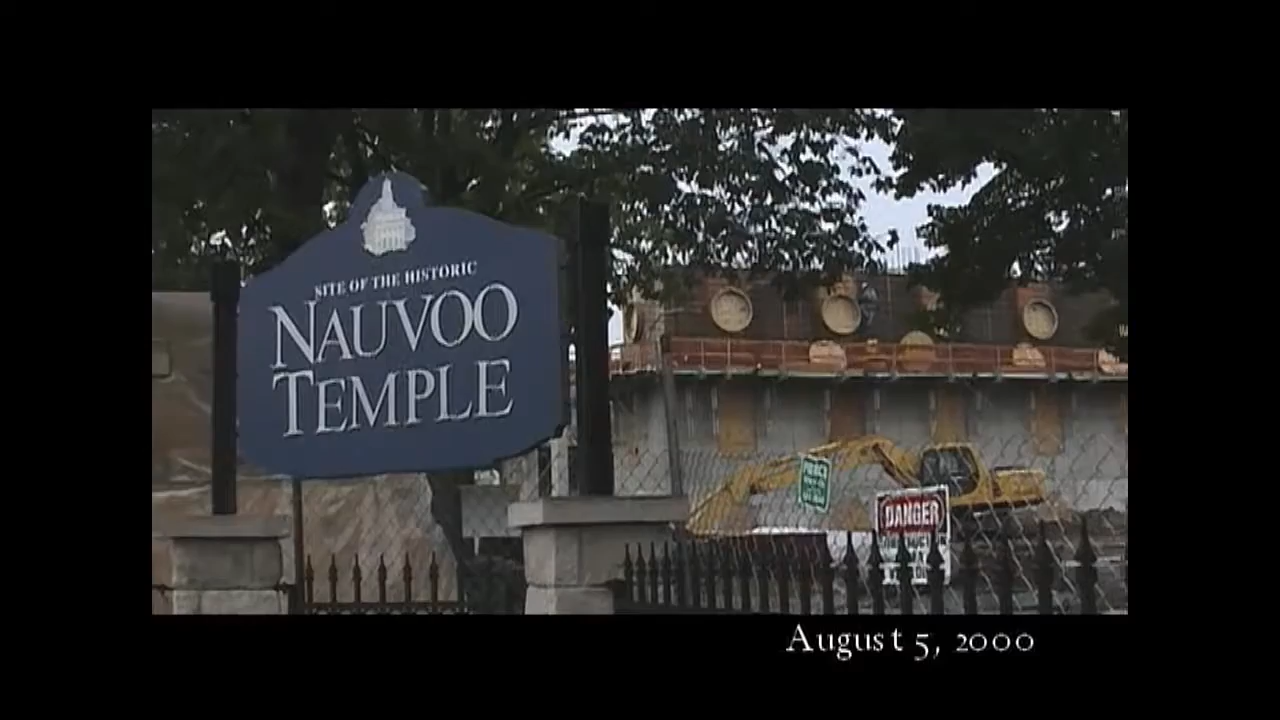 SITE OF THE HISTORIC
NAUVOO
TEMPLE
DANGER
August 5, 2000